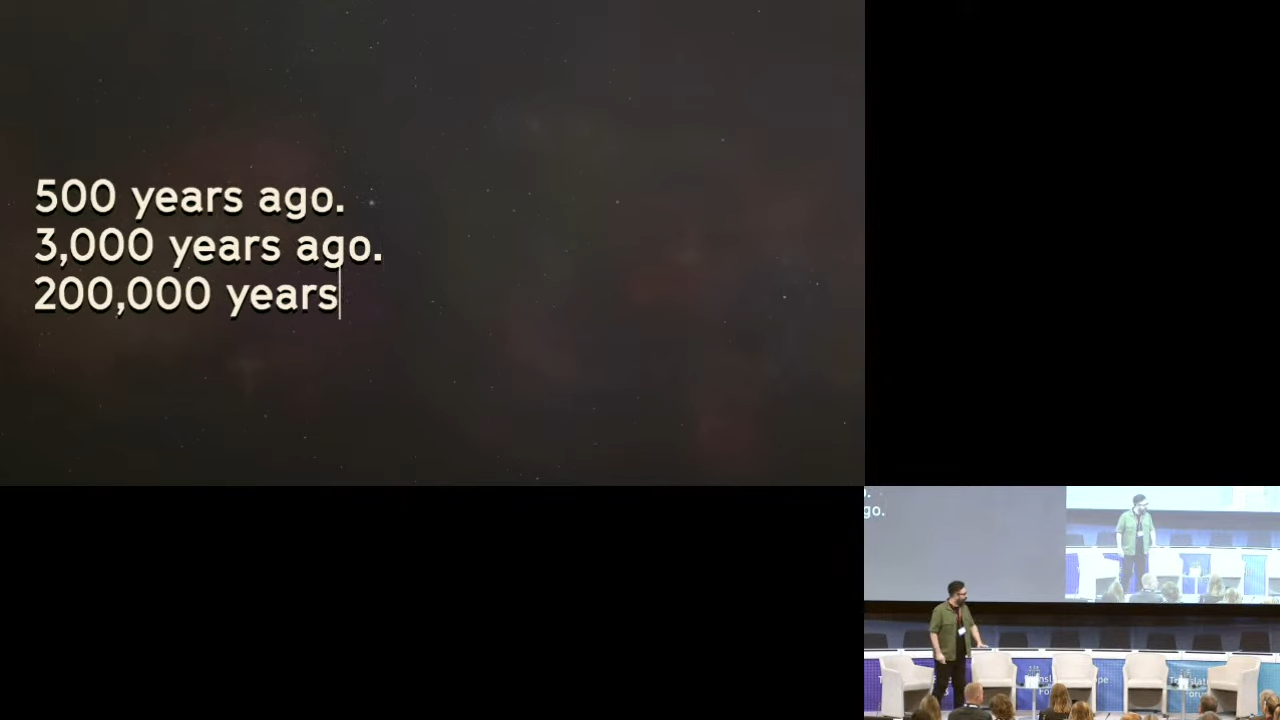 500 years ago.
3,000 years ago.
200,000 years
go.